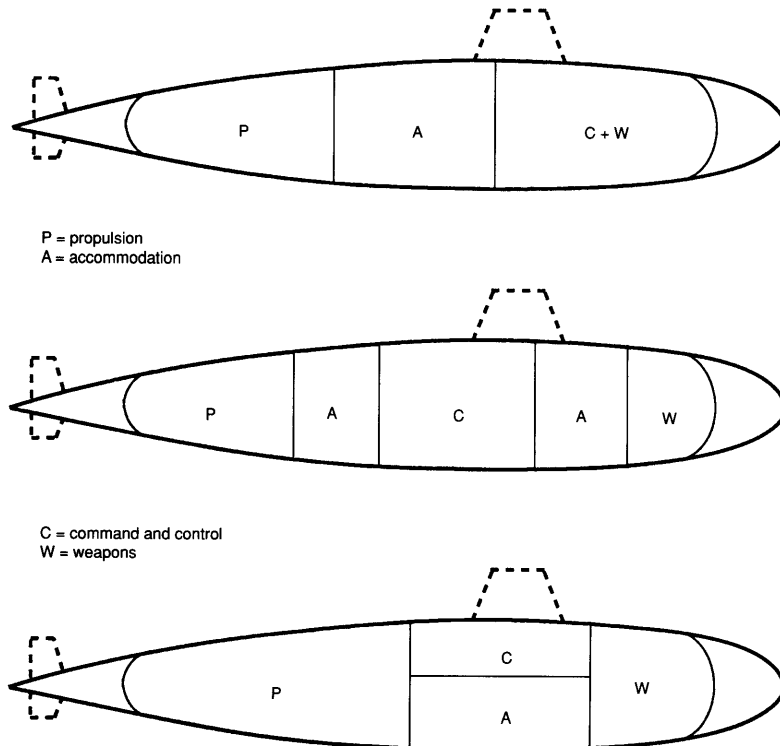 P
A
C + W
P = propulsion
A = accommodation
P
A
C
A
W
C = command and control
W = weapons
C
P
W
A